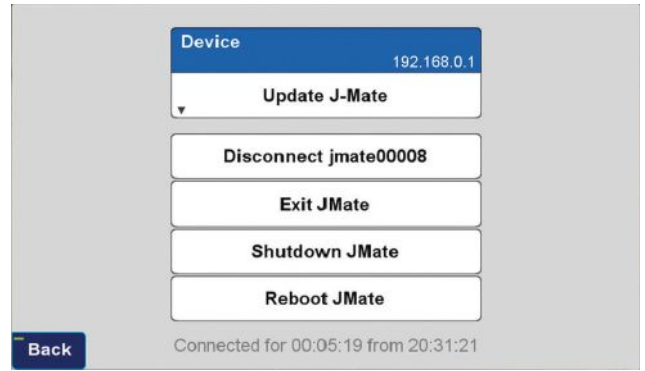 Device
192.168.0.1
Update J-Mate
Disconnect jmate00008
Exit JMate
Shutdown JMate
Reboot JMate
Back
Connected for 00:05:19 from 20:31:21